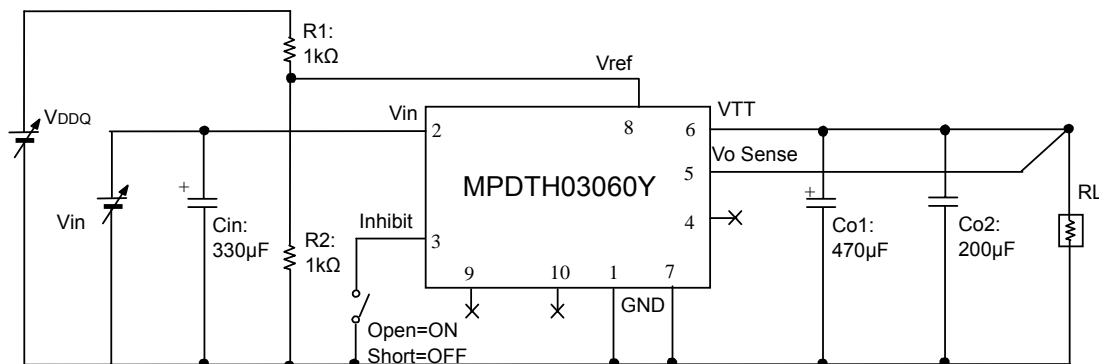 R1:
1kΩ
Vref
VDDQ
Vin
2
8
6
VTT
Vo Sense
5
MPDTH03060Y
4
Vin
+
Cin:
330µF
R2:
1kΩ
Inhibit
3
9
10
1
7
GND
Open=ON
Short=OFF
+
Co1:
470µF
Co2:
200µF
RL